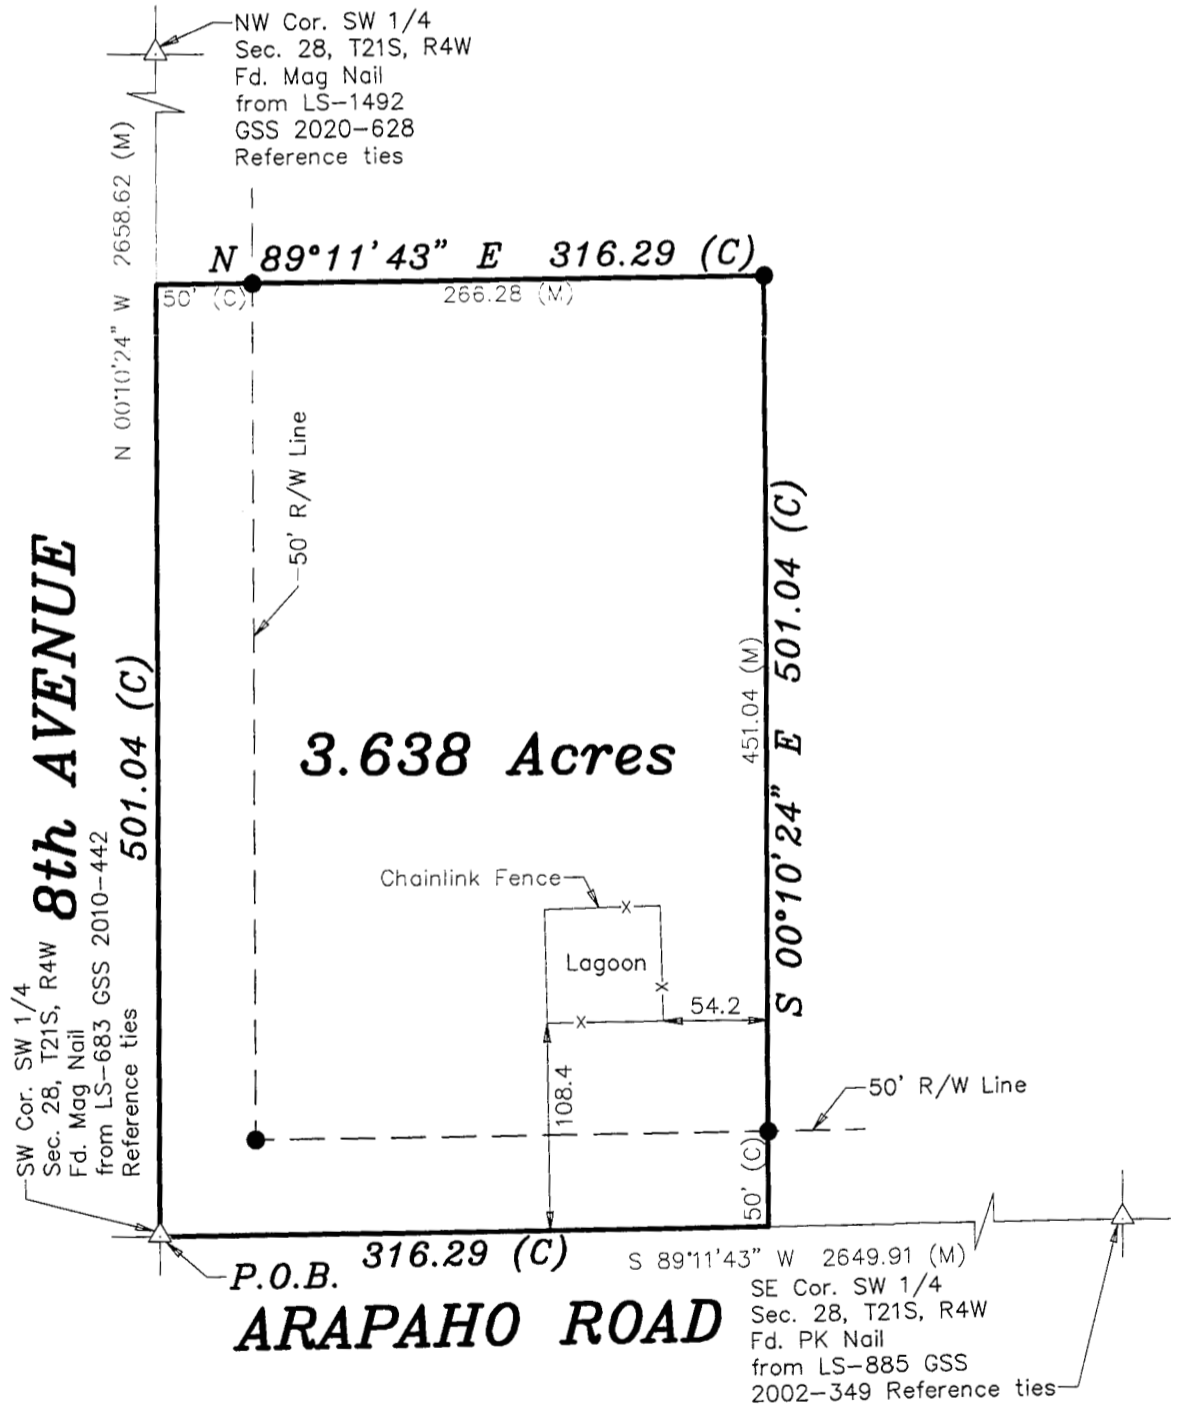 NW Cor. SW 1/4
Sec. 28, T21S, R4W
Fd. Mag Nail
from LS-1492
GSS 2020-628
Reference ties
N 00°10'24" W 2658.62 (M)
N 89°11'43" E 316.29 (C)
50' (C)
266.28 (M)
50' R/W Line
8th AVENUE
501.04 (C)
S 00°10'24" E 501.04 (C)
451.04 (M)
3.638 Acres
Chainlink Fence
X
Lagoon
X
X
54.2
108.4
50' R/W Line
50' (C)
SW Cor. SW 1/4
Sec. 28, T21S, R4W
Fd. Mag Nail
from LS-683 GSS 2010-442
Reference ties
P.O.B.
316.29 (C)
S 89°11'43" W 2649.91 (M)
ARAPAHO ROAD
SE Cor. SW 1/4
Sec. 28, T21S, R4W
Fd. PK Nail
from LS-885 GSS
2002-349 Reference ties